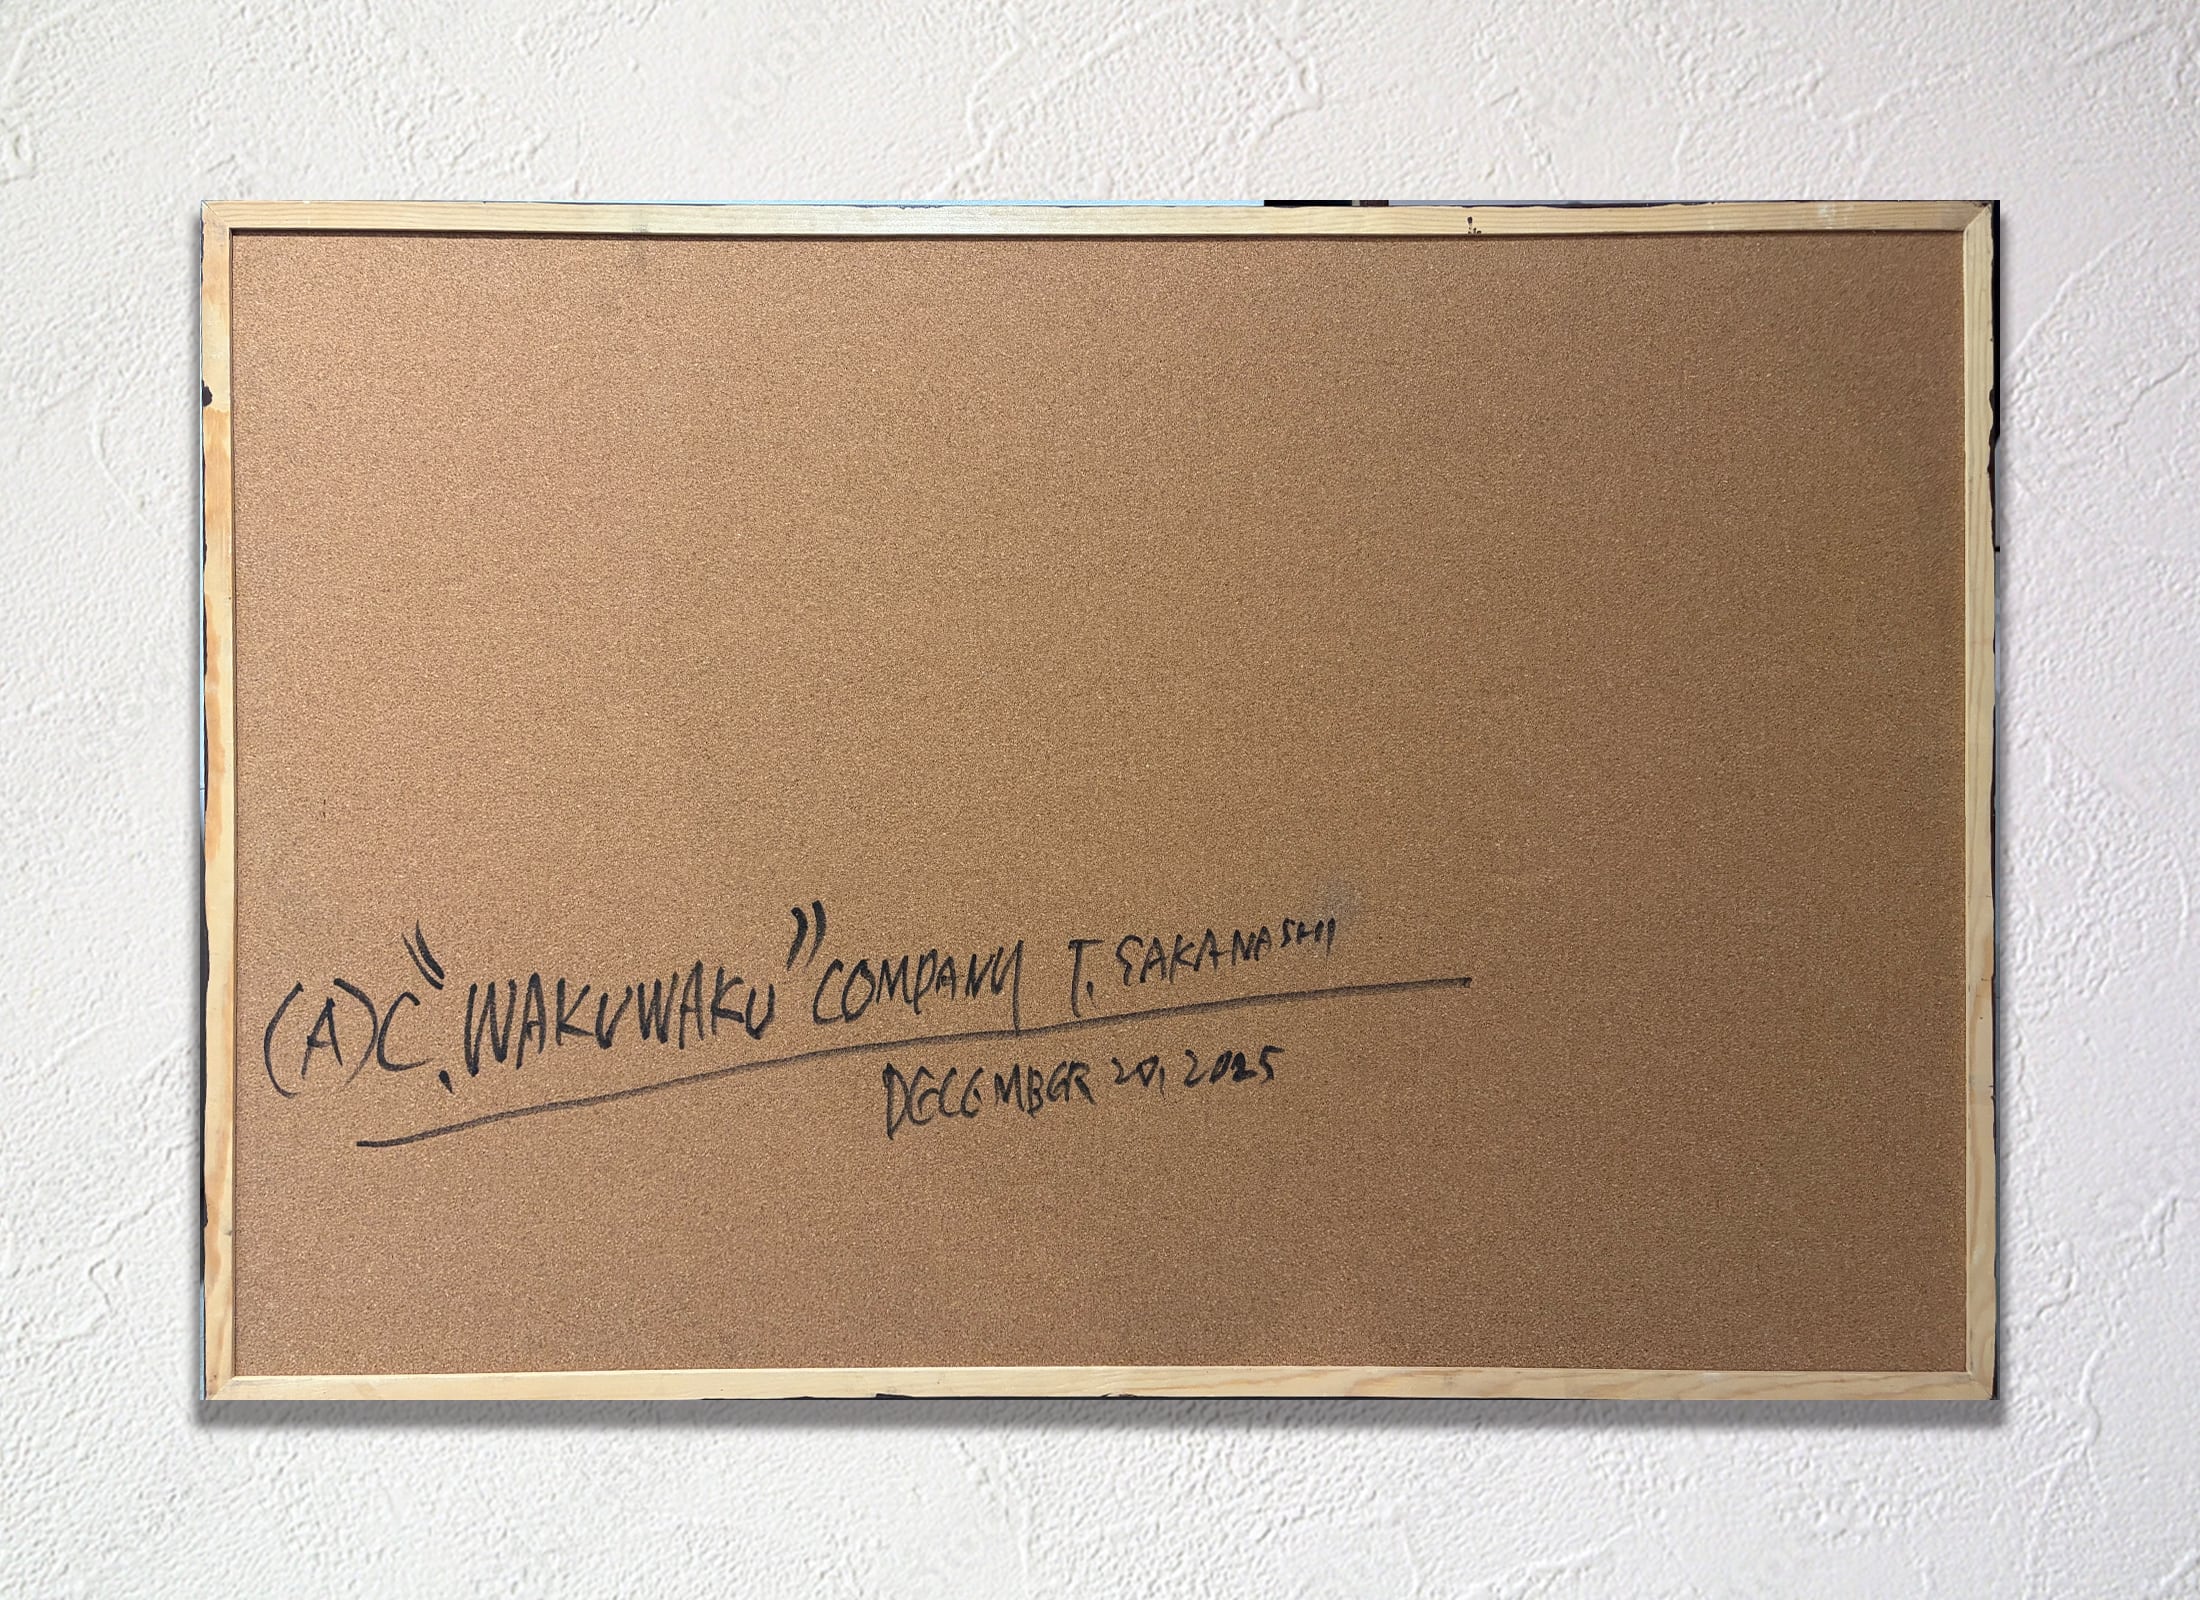 (A)C. "WAKUWAKU" COMPANY T. SAKANASHI
DECEMBER 20, 2025